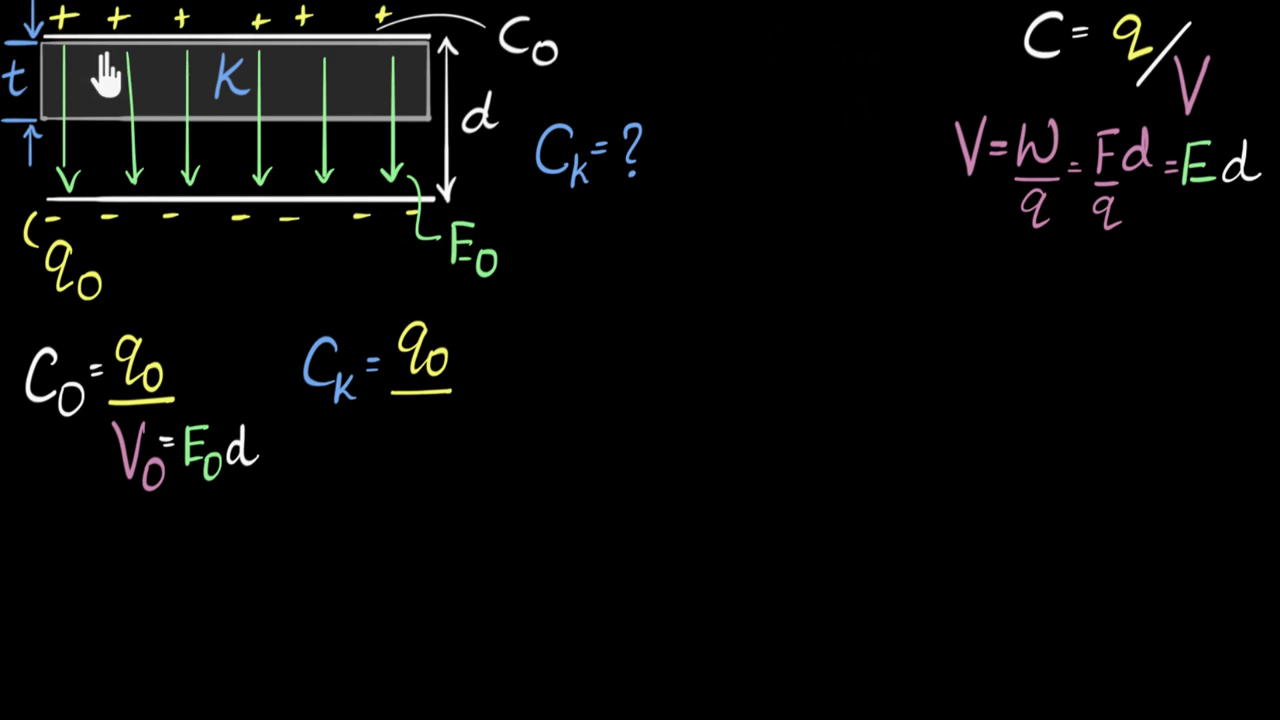 + + + + + +
C₀
C = q/V
t
K
d
C_k = ?
V = W/q = Fd/q = Ed
- - - - - - -
q₀
E₀
C₀ = q₀/V₀ = E₀d
C_k = q₀